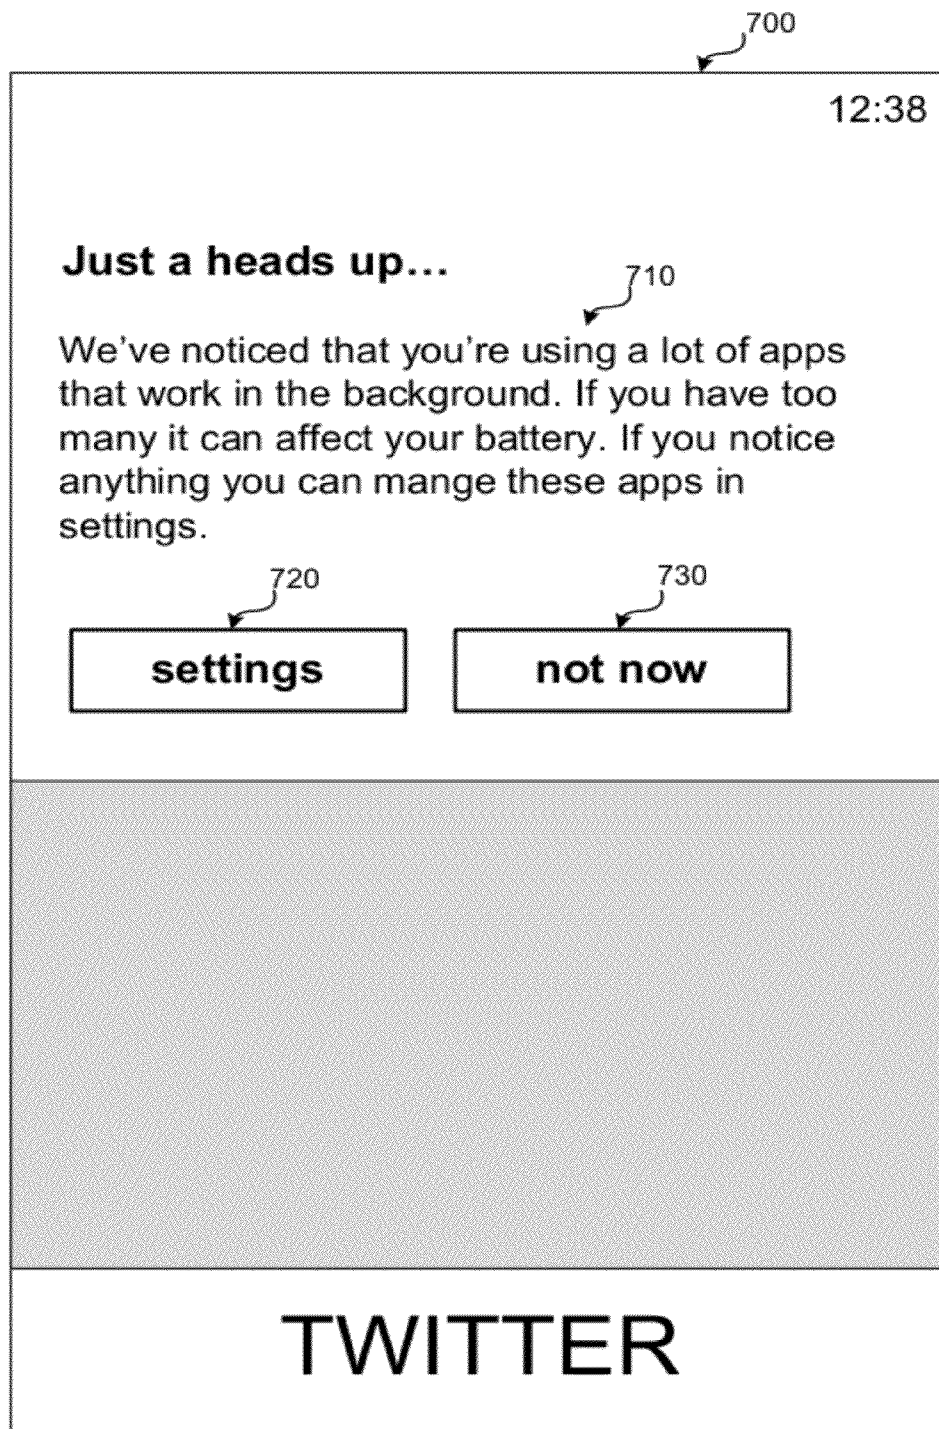 700
12:38
Just a heads up...
710
We've noticed that you're using a lot of apps
that work in the background. If you have too
many it can affect your battery. If you notice
anything you can mange these apps in
settings.
720
730
settings
not now
TWITTER